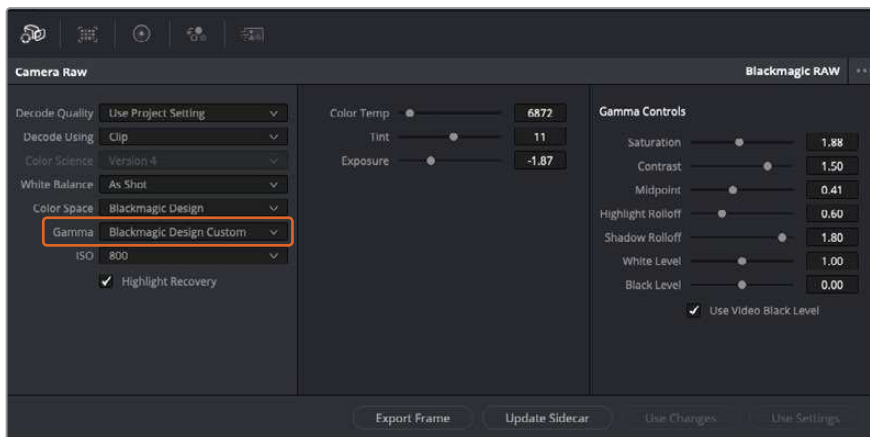 Camera Raw
Blackmagic RAW
Decode Quality Use Project Setting
Decode Using Clip
Color Science Version 4
White Balance As Shot
Color Space Blackmagic Design
Gamma Blackmagic Design Custom
ISO 800
Highlight Recovery
Color Temp 6872
Tint 11
Exposure -1.87
Gamma Controls
Saturation 1.88
Contrast 1.50
Midpoint 0.41
Highlight Rolloff 0.60
Shadow Rolloff 1.80
White Level 1.00
Black Level 0.00
Use Video Black Level
Export Frame
Update Sidecar
Use Changes
Use Settings